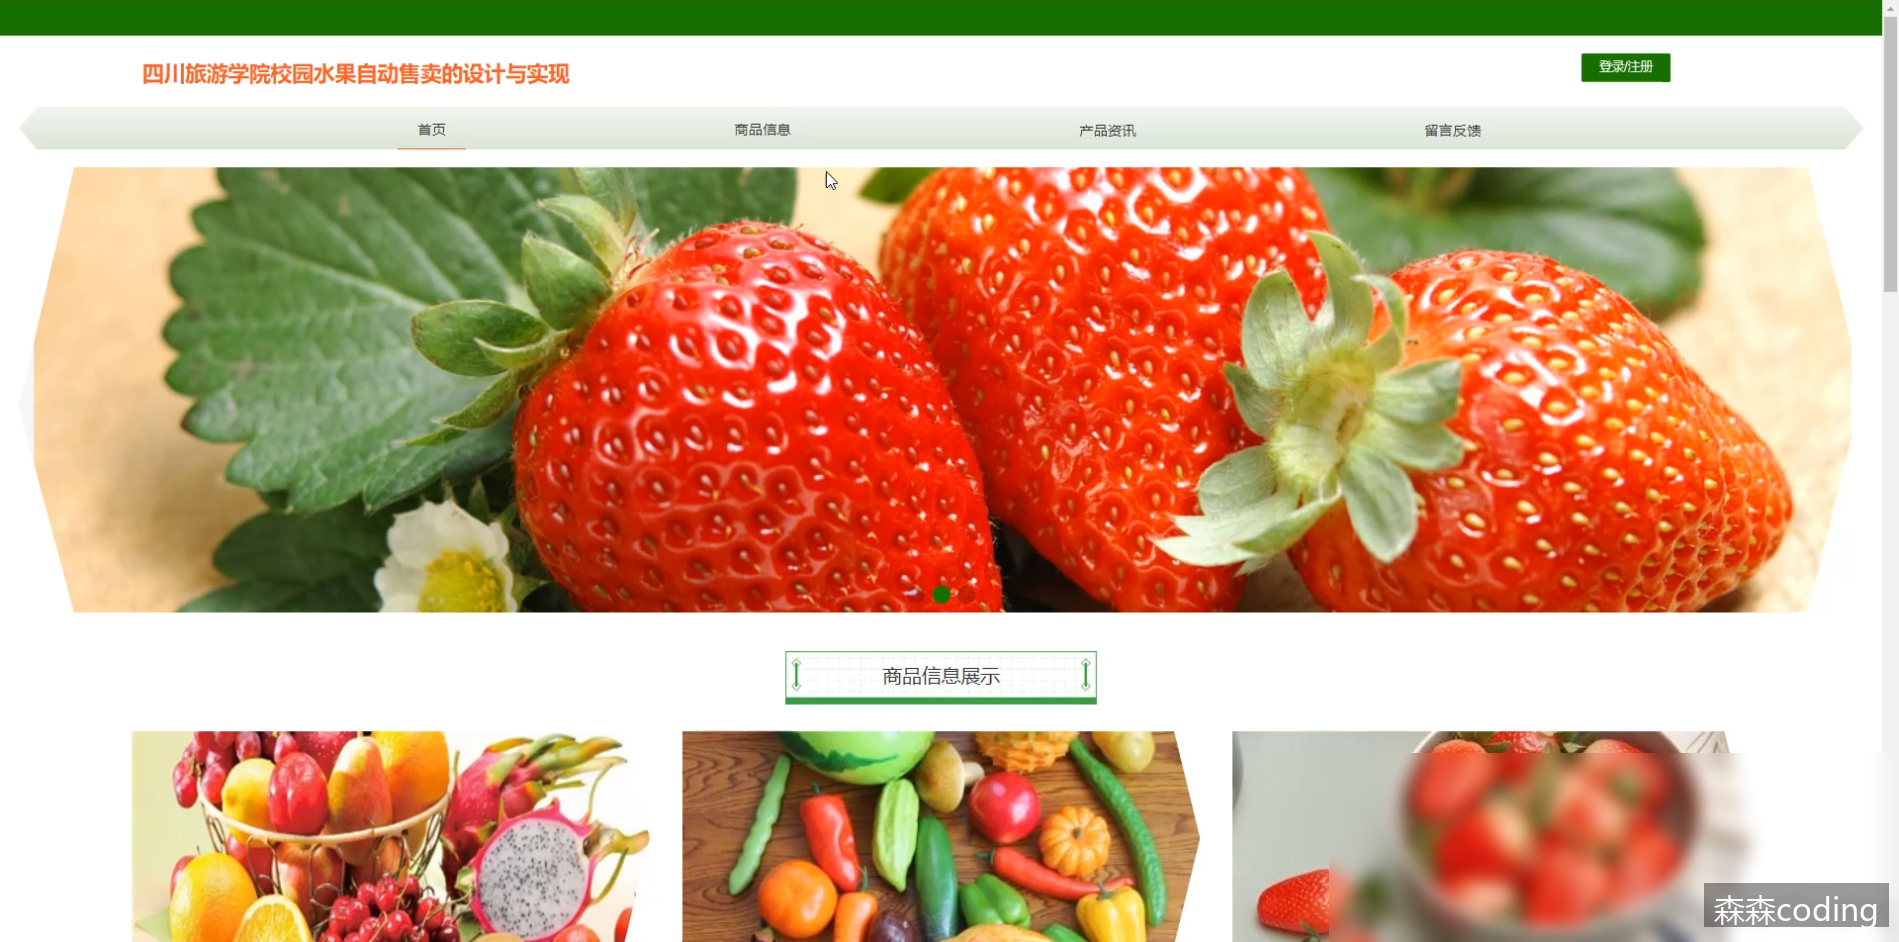 四川旅游学院校园水果自动售卖的设计与实现
登录/注册
首页
商品信息
产品资讯
留言反馈
商品信息展示
森森coding